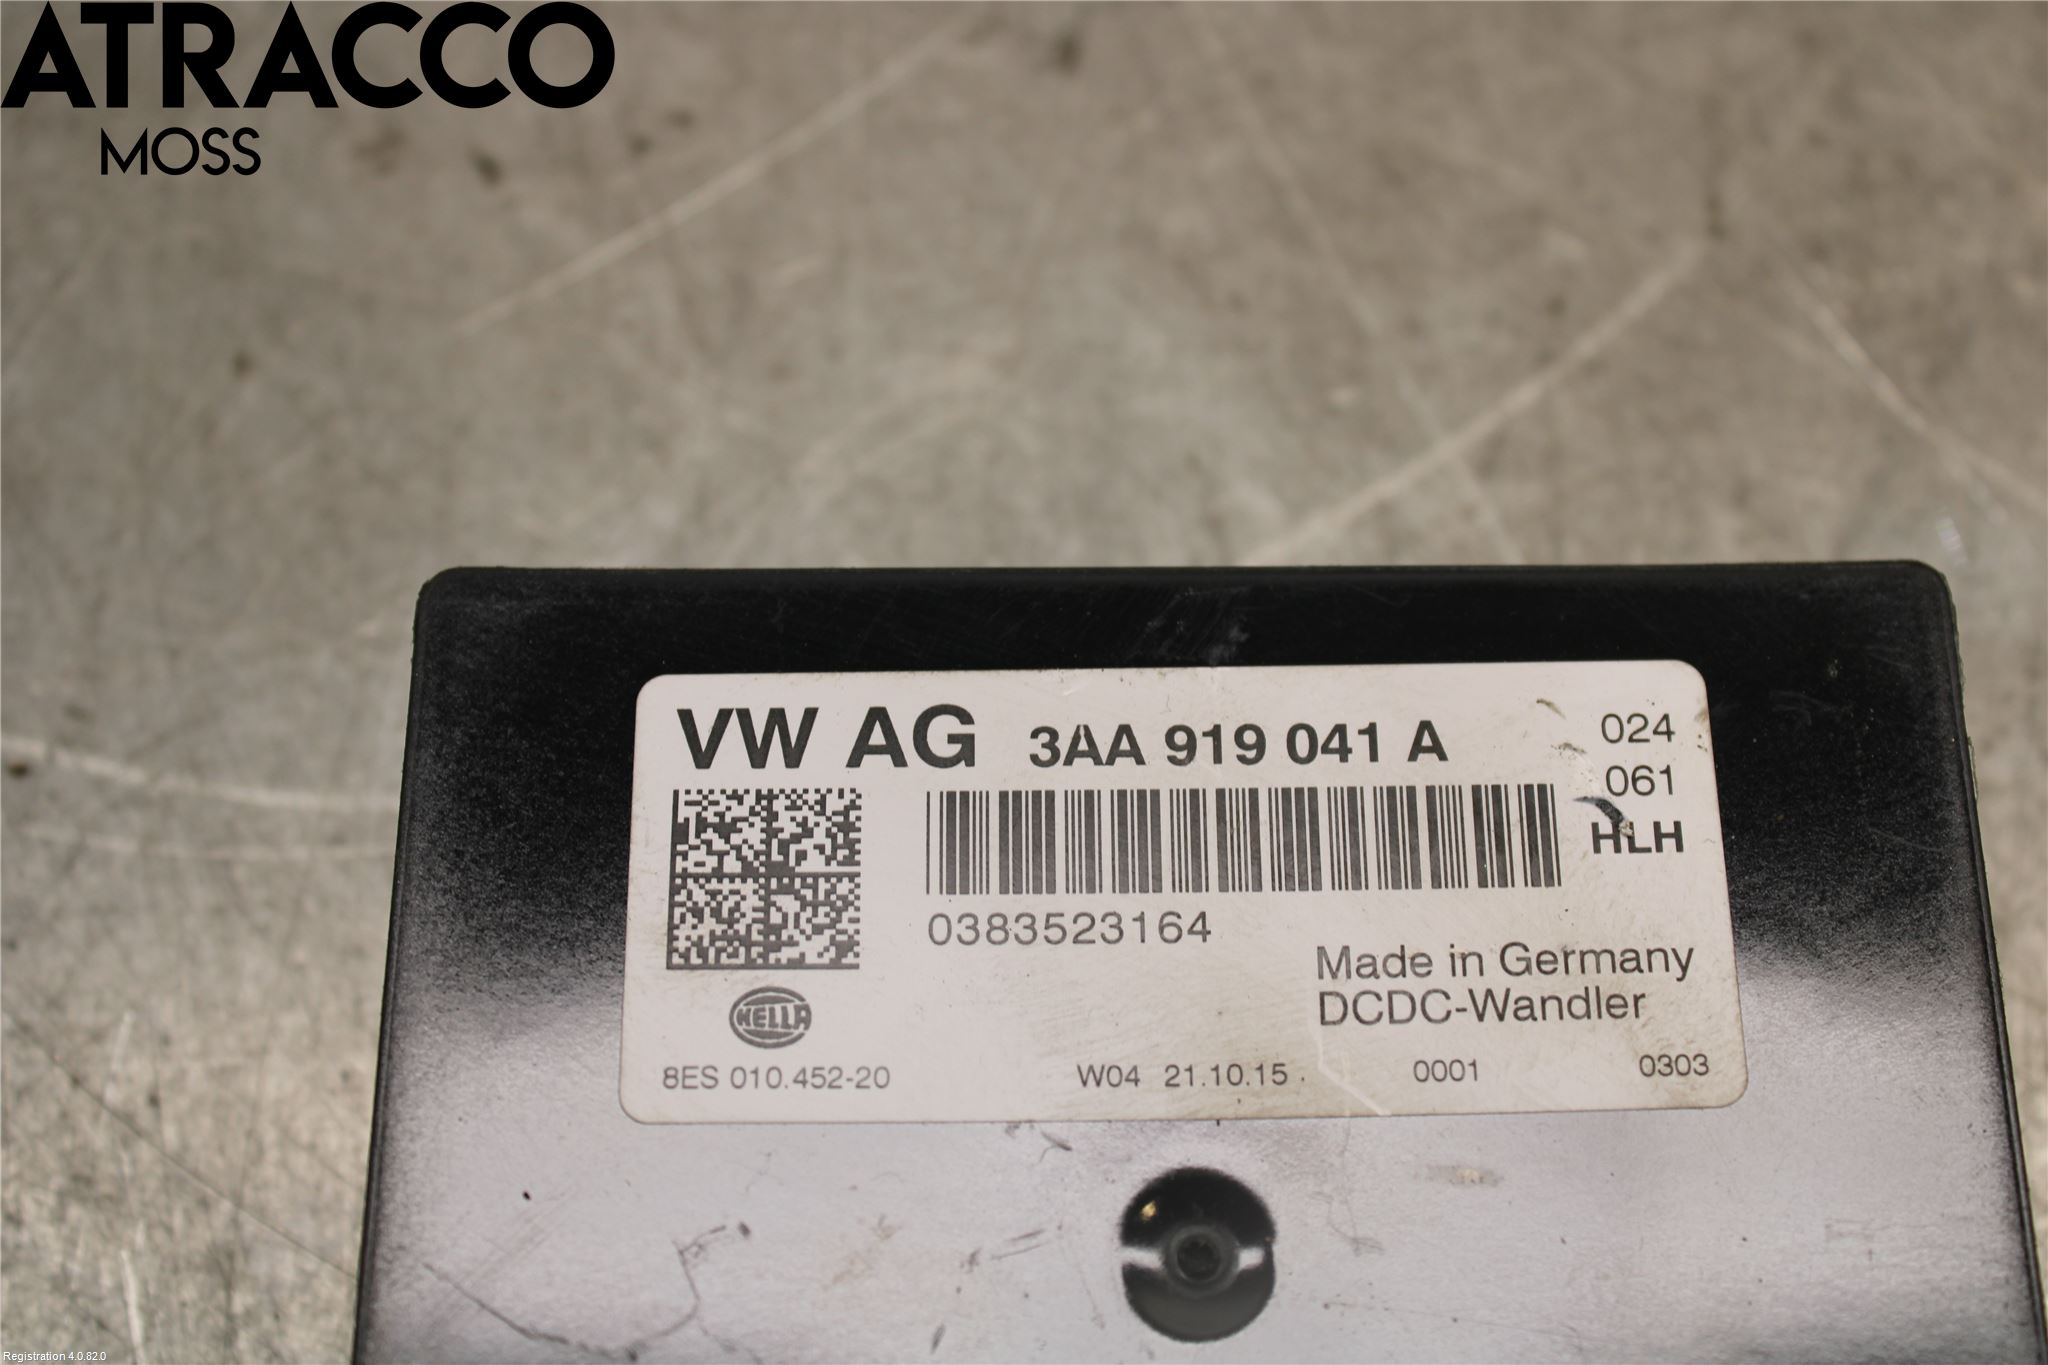 ATRACCO
MOSS
VW AG 3AA 919 041 A 024
061
HLH
0383523164
Made in Germany
DCDC-Wandler
HELLA
8ES 010.452-20 W04 21.10.15 0001 0303
Registration 4.0.82.0